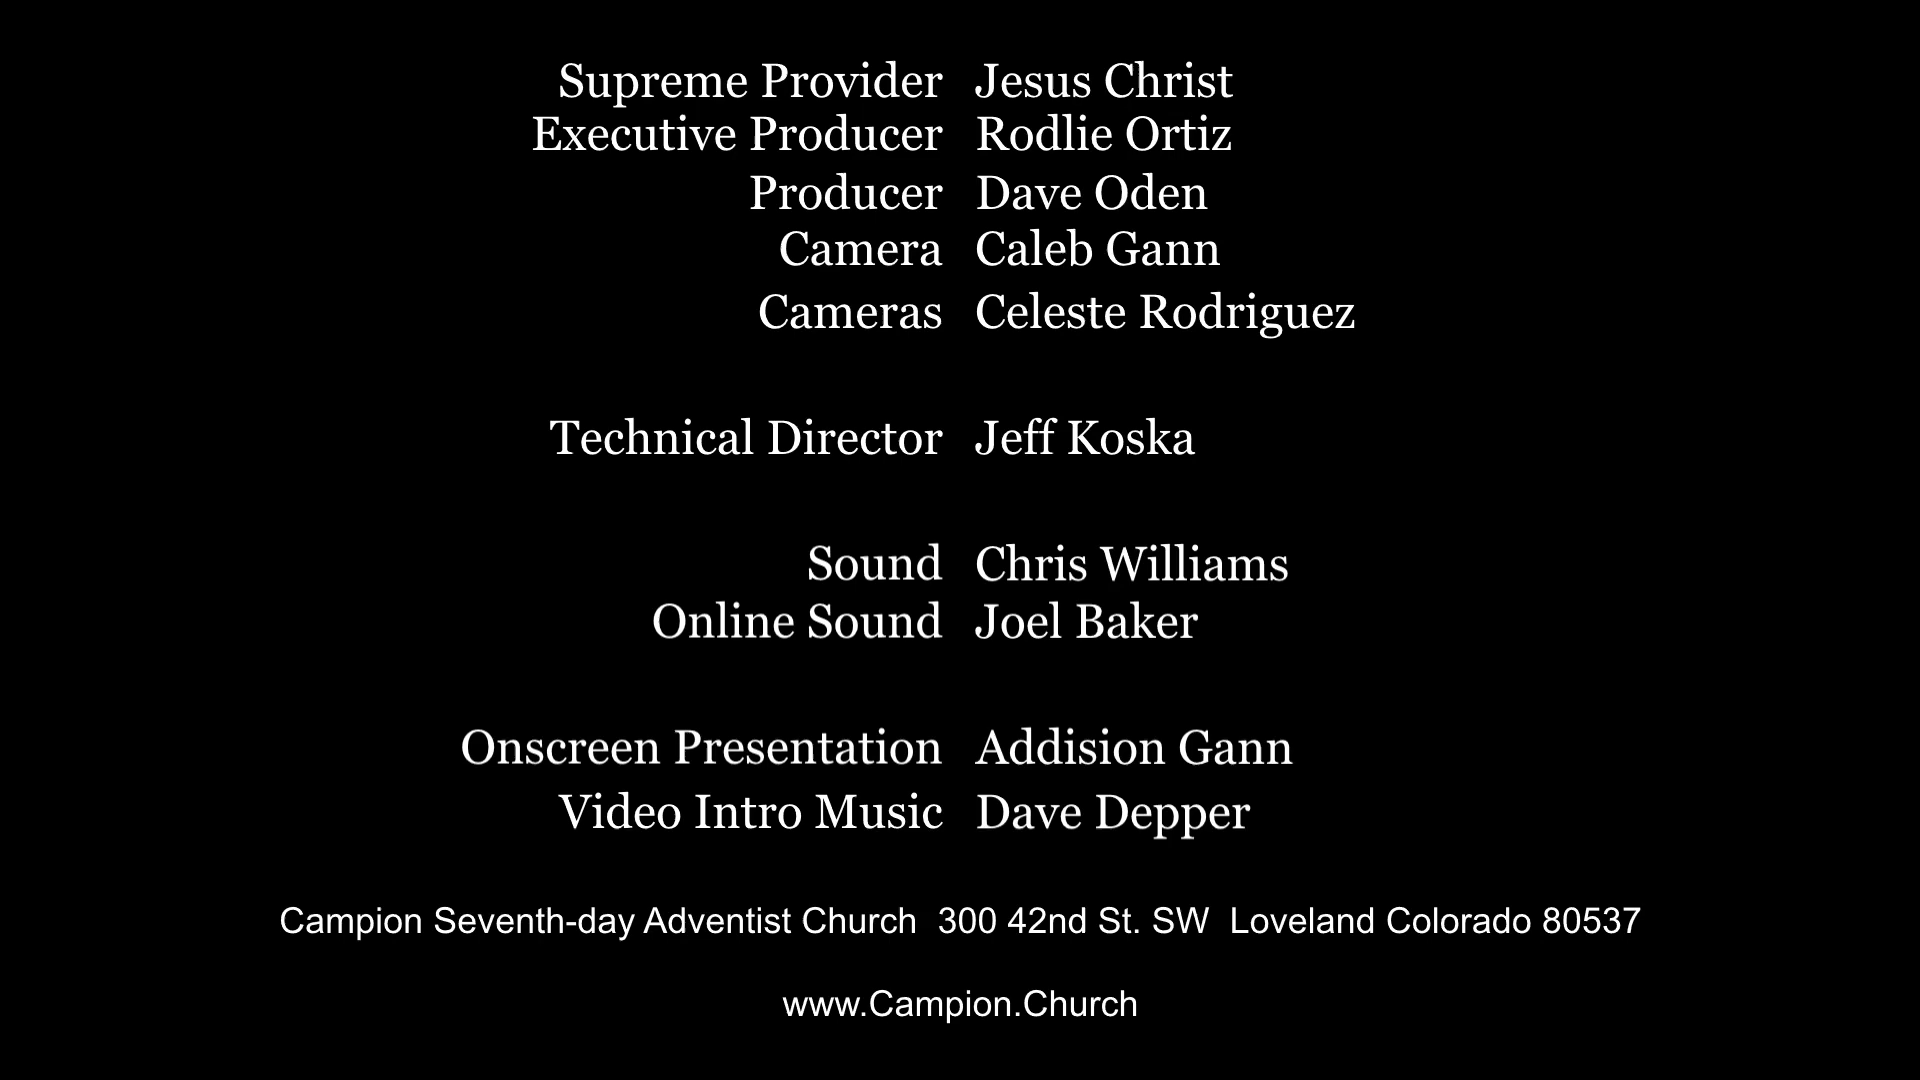 Supreme Provider Jesus Christ
Executive Producer Rodlie Ortiz
Producer Dave Oden
Camera Caleb Gann
Cameras Celeste Rodriguez
Technical Director Jeff Koska
Sound Chris Williams
Online Sound Joel Baker
Onscreen Presentation Addision Gann
Video Intro Music Dave Depper
Campion Seventh-day Adventist Church 300 42nd St. SW Loveland Colorado 80537
www.Campion.Church